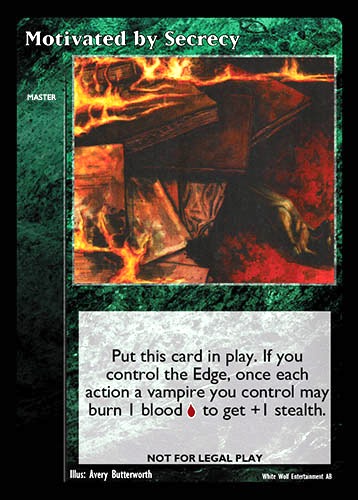 Motivated by Secrecy
MASTER
Put this card in play. If you
control the Edge, once each
action a vampire you control may
burn 1 blood to get +1 stealth.
NOT FOR LEGAL PLAY
Illus: Avery Butterworth
White Wolf Entertainment AB